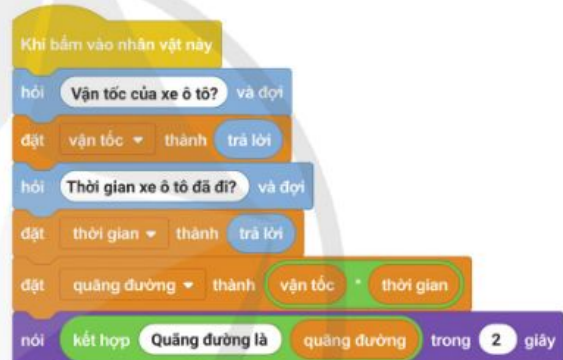 Khi bấm vào nhân vật này
hỏi Vận tốc của xe ô tô? và đợi
đặt vận tốc thành trả lời
hỏi Thời gian xe ô tô đã đi? và đợi
đặt thời gian thành trả lời
đặt quãng đường thành vận tốc * thời gian
nói kết hợp Quãng đường là quãng đường trong 2 giây